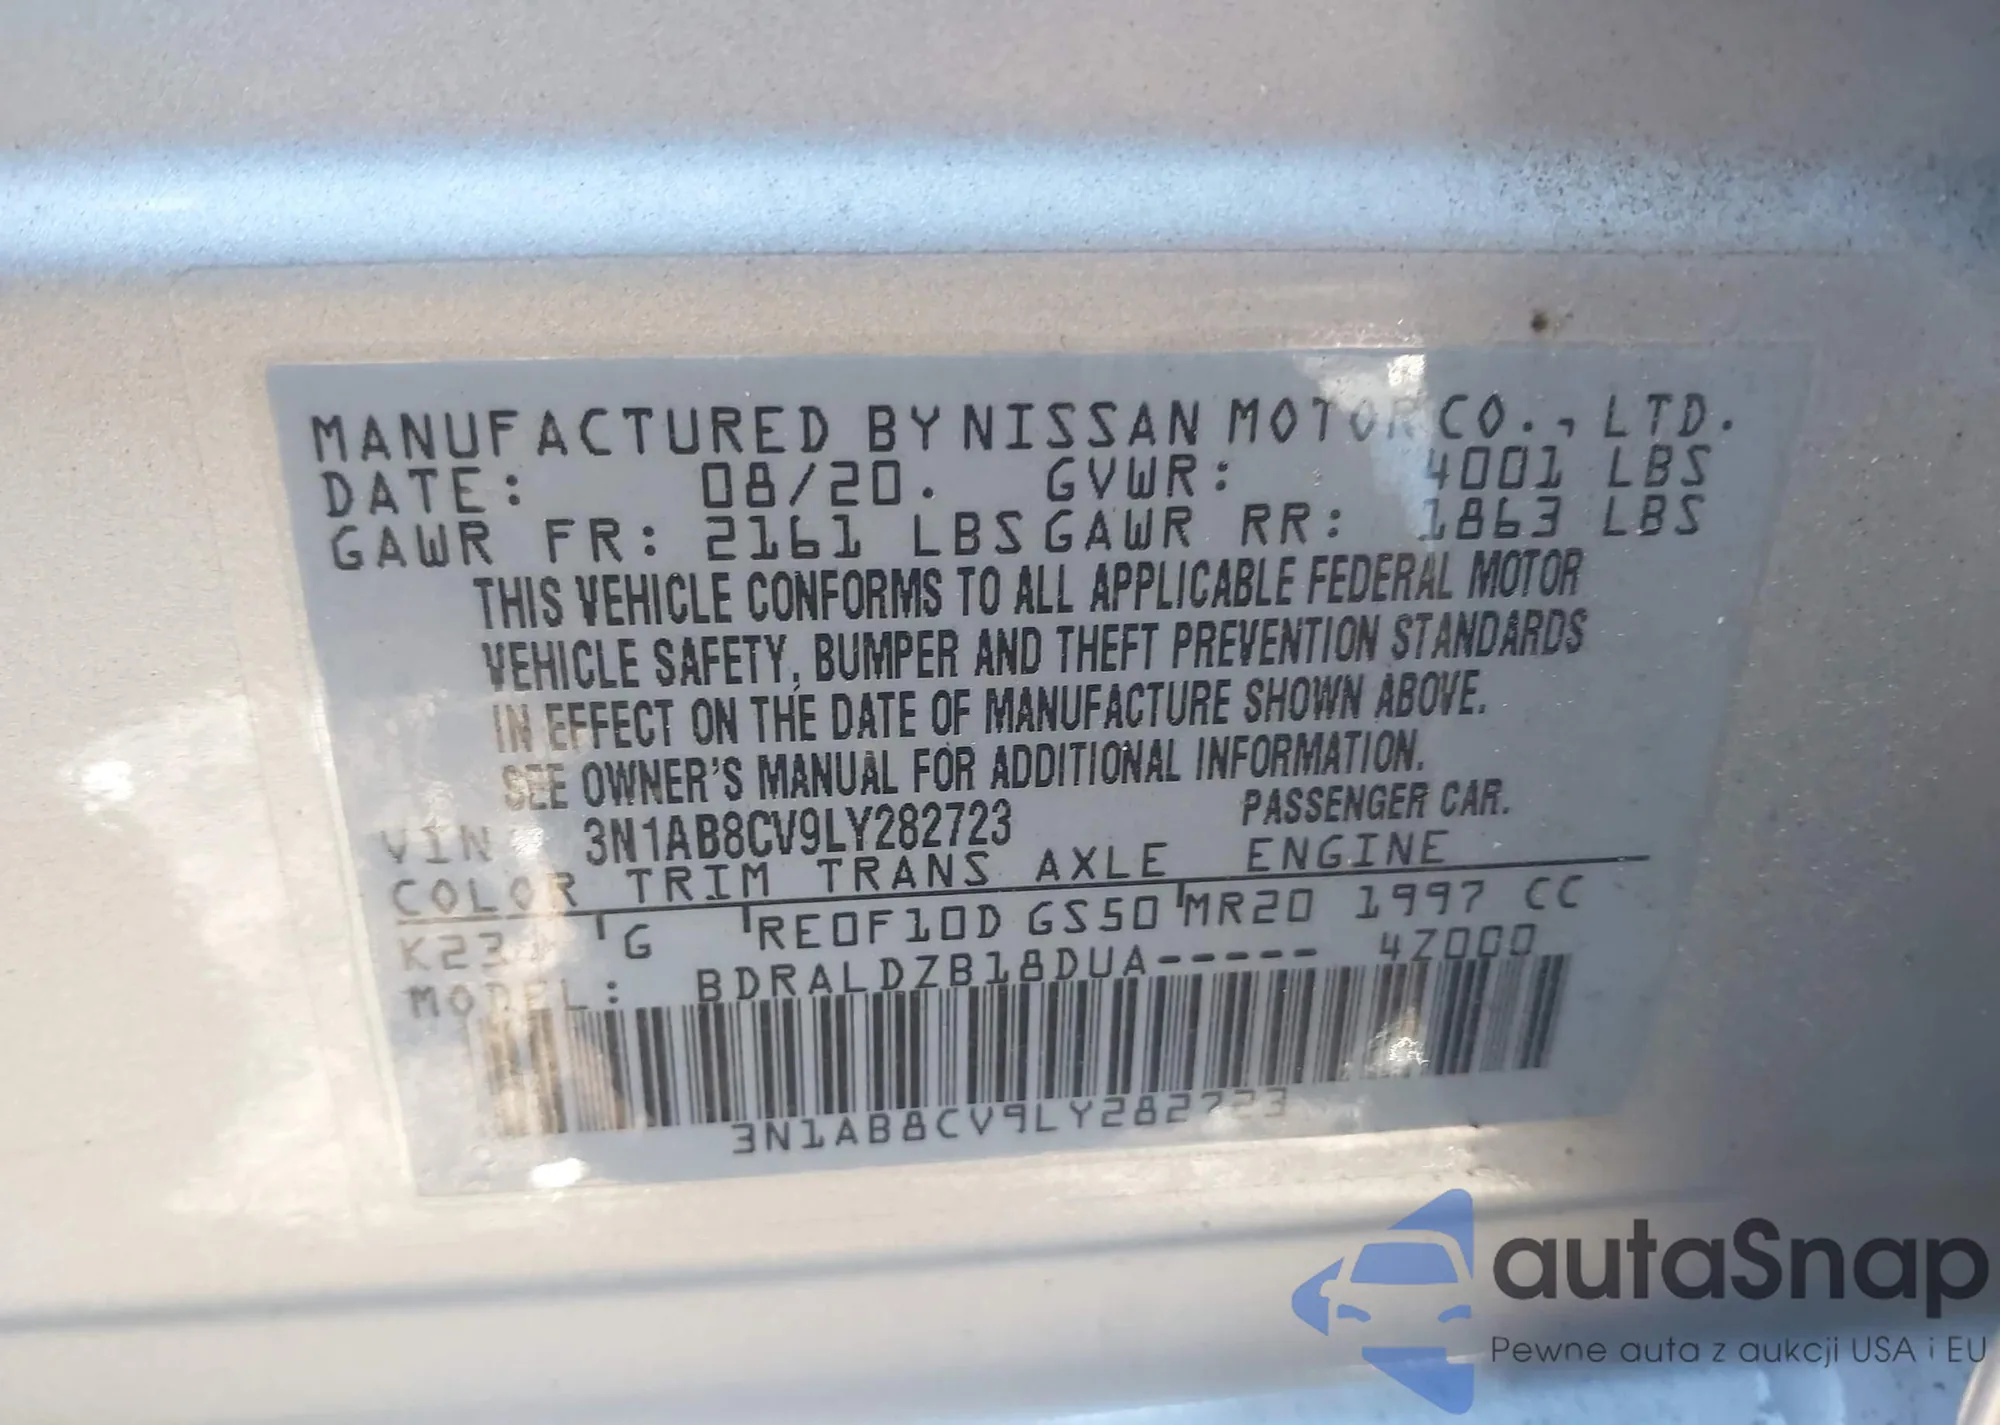 MANUFACTURED BY NISSAN MOTOR CO., LTD.
DATE: 08/20. GVWR: 4001 LBS
GAWR FR: 2161 LBS GAWR RR: 1863 LBS
THIS VEHICLE CONFORMS TO ALL APPLICABLE FEDERAL MOTOR
VEHICLE SAFETY, BUMPER AND THEFT PREVENTION STANDARDS
IN EFFECT ON THE DATE OF MANUFACTURE SHOWN ABOVE.
SEE OWNER'S MANUAL FOR ADDITIONAL INFORMATION.
VIN 3N1AB8CV9LY282723 PASSENGER CAR.
COLOR TRIM TRANS AXLE ENGINE
K23 G RE0F10D GS50 MR20 1997 CC
MODEL: BDRALDZB18DUA----- 4Z000
3N1AB8CV9LY282723
autaSnap
Pewne auta z aukcji USA i EU